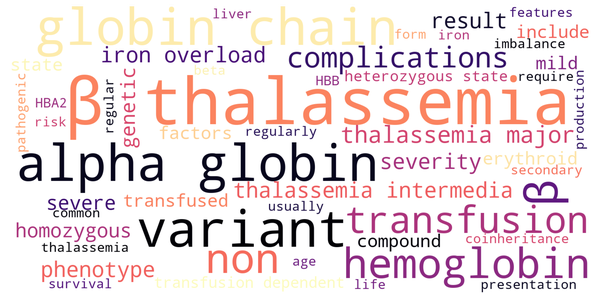 liver
features
globin chain
result
form
iron
imbalance
iron overload
complications
include
state
beta
mild
pathogenic
β thalassemia
HBB
heterozygous state
require
production
HBA2
regular
genetic
risk
factors
regularly
thalassemia major
alpha globin
severity
erythroid
secondary
severe
transfused
thalassemia intermedia
β
common
usually
variant
transfusion
homozygous
compound
coinheritance
thalassemia
non
age
hemoglobin
phenotype
survival
transfusion dependent
life
presentation